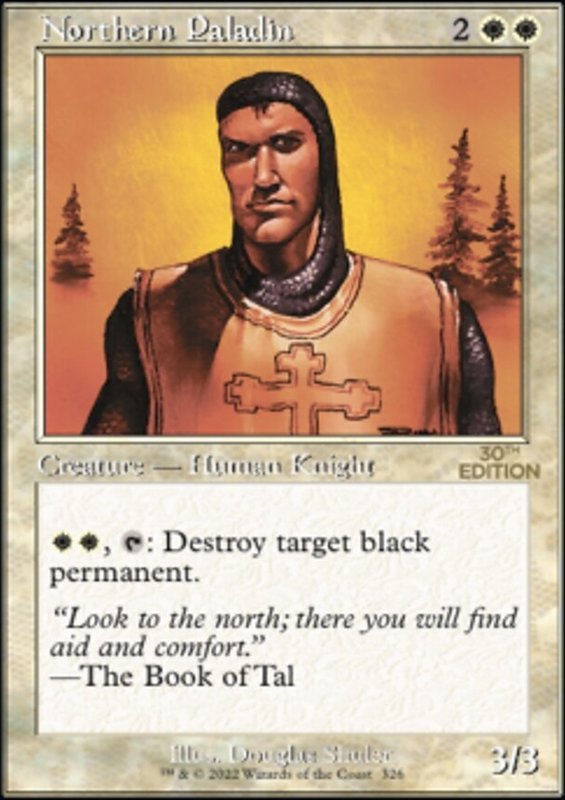 Northern Paladin 2
30TH
EDITION
Creature — Human Knight
, : Destroy target black
permanent.
“Look to the north; there you will find
aid and comfort.”
—The Book of Tal
Illus. Douglas Shuler
3/3
™ & © 2022 Wizards of the Coast 326